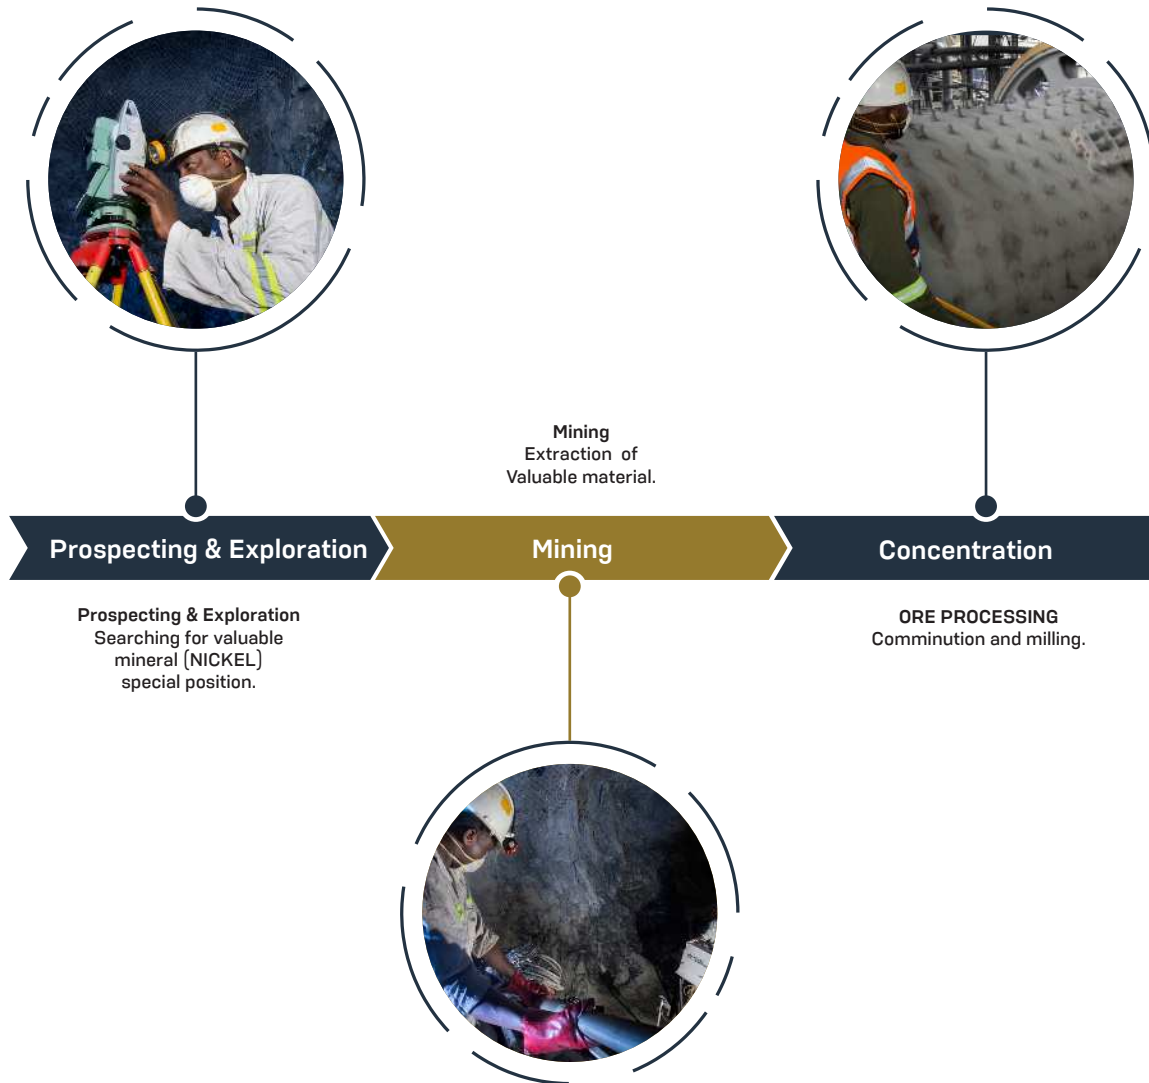 Mining
Extraction of
Valuable material.
Prospecting & Exploration
Mining
Concentration
Prospecting & Exploration
Searching for valuable
mineral (NICKEL)
special position.
ORE PROCESSING
Comminution and milling.